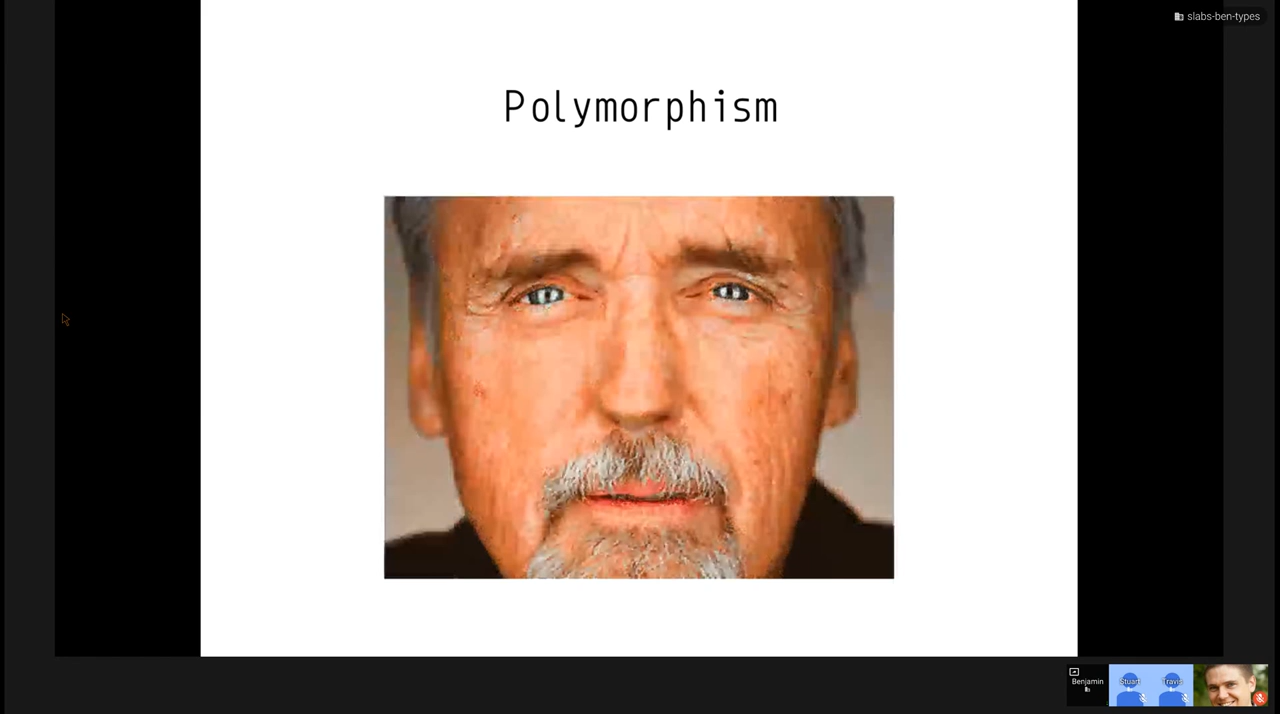 slabs-ben-types
Polymorphism
Benjamin
Stuart
Travis